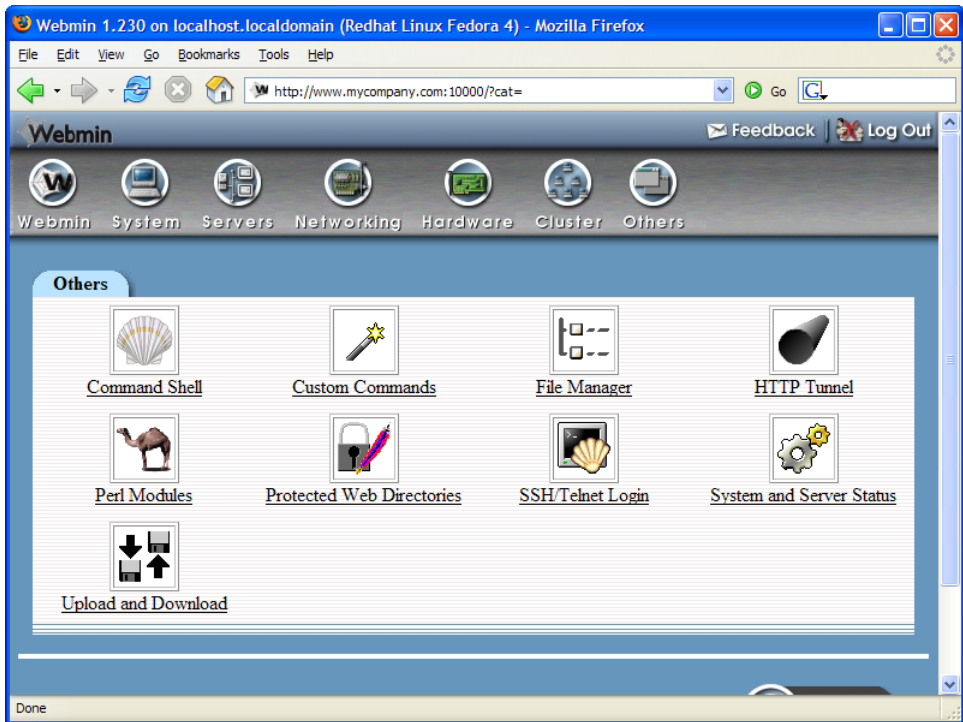 Webmin 1.230 on localhost.localdomain (Redhat Linux Fedora 4) - Mozilla Firefox
File Edit View Go Bookmarks Tools Help
W http://www.mycompany.com:10000/?cat= Go G
Webmin Feedback Log Out
W
Webmin System Servers Networking Hardware Cluster Others
Others
Command Shell Custom Commands File Manager HTTP Tunnel
Perl Modules Protected Web Directories SSH/Telnet Login System and Server Status
Upload and Download
Done